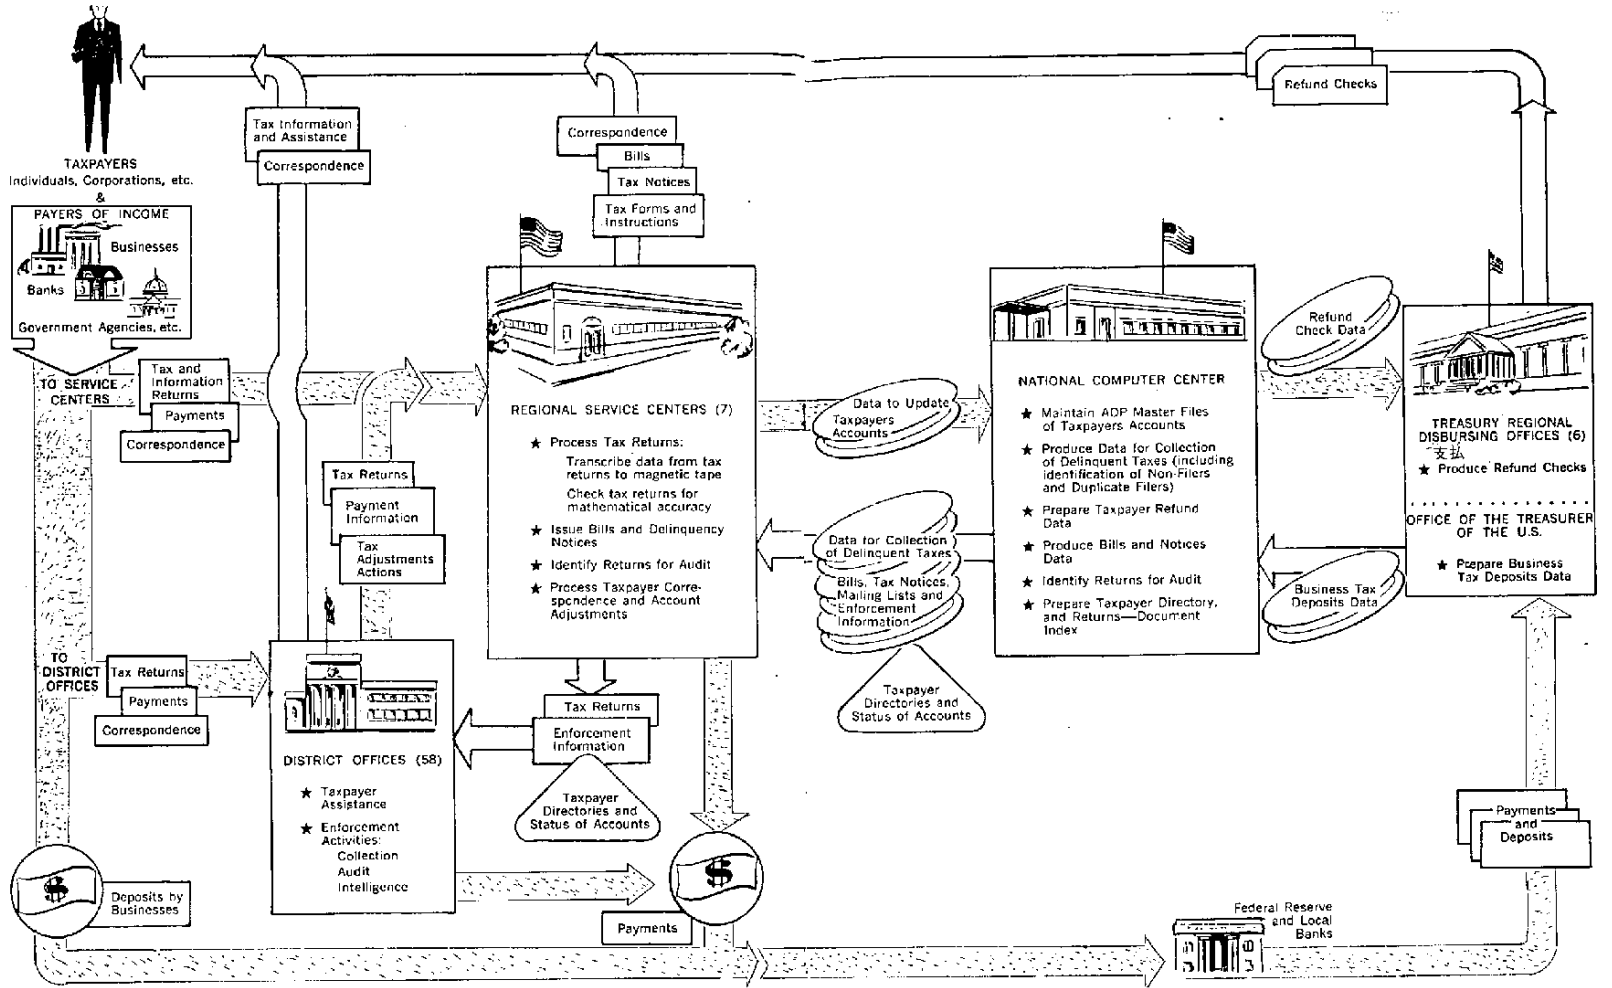 Refund Checks
Tax Information
and Assistance
Correspondence
Correspondence
Bills
Tax Notices
Tax Forms and
Instructions
TAXPAYERS
Individuals, Corporations, etc.
&
PAYERS OF INCOME
Businesses
Banks
Government Agencies, etc.
TO SERVICE
CENTERS
Tax and
Information
Returns
Payments
Correspondence
Tax Returns
Payment
Information
Tax
Adjustments
Actions
REGIONAL SERVICE CENTERS (7)
★ Process Tax Returns:
Transcribe data from tax
returns to magnetic tape
Check tax returns for
mathematical accuracy
★ Issue Bills and Delinquency
Notices
★ Identify Returns for Audit
★ Process Taxpayer Corre-
spondence and Account
Adjustments
Data to Update
Taxpayers
Accounts
Data for Collection
of Delinquent Taxes
Bills, Tax Notices,
Mailing Lists and
Enforcement
Information
Taxpayer
Directories and
Status of Accounts
NATIONAL COMPUTER CENTER
★ Maintain ADP Master Files
of Taxpayers Accounts
★ Produce Data for Collection
of Delinquent Taxes (including
identification of Non-Filers
and Duplicate Filers)
★ Prepare Taxpayer Refund
Data
★ Produce Bills and Notices
Data
★ Identify Returns for Audit
★ Prepare Taxpayer Directory,
and Returns—Document
Index
Refund
Check Data
TREASURY REGIONAL
DISBURSING OFFICES (6)
支払
★ Produce Refund Checks
OFFICE OF THE TREASURER
OF THE U.S.
★ Prepare Business
Tax Deposits Data
Business Tax
Deposits Data
TO
DISTRICT
OFFICES
Tax Returns
Payments
Correspondence
DISTRICT OFFICES (58)
★ Taxpayer
Assistance
★ Enforcement
Activities:
Collection
Audit
Intelligence
Tax Returns
Enforcement
Information
Taxpayer
Directories and
Status of Accounts
$
Deposits by
Businesses
$
Payments
Federal Reserve
and Local
Banks
Payments
and
Deposits